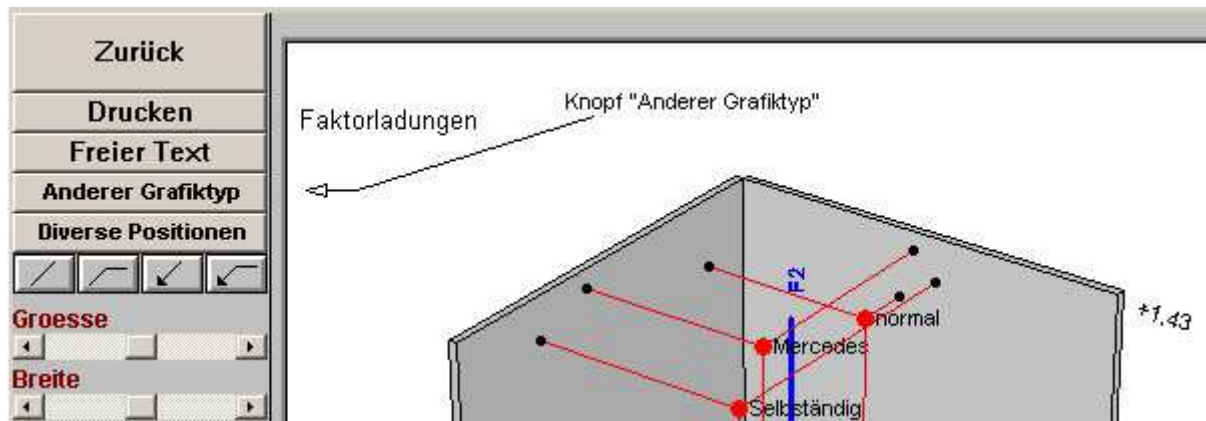 Zurück
Drucken
Freier Text
Anderer Grafiktyp
Diverse Positionen
Groesse
Breite
Knopf "Anderer Grafiktyp"
Faktorladungen
F2
normal
+1.43
Mercedes
Selbständig